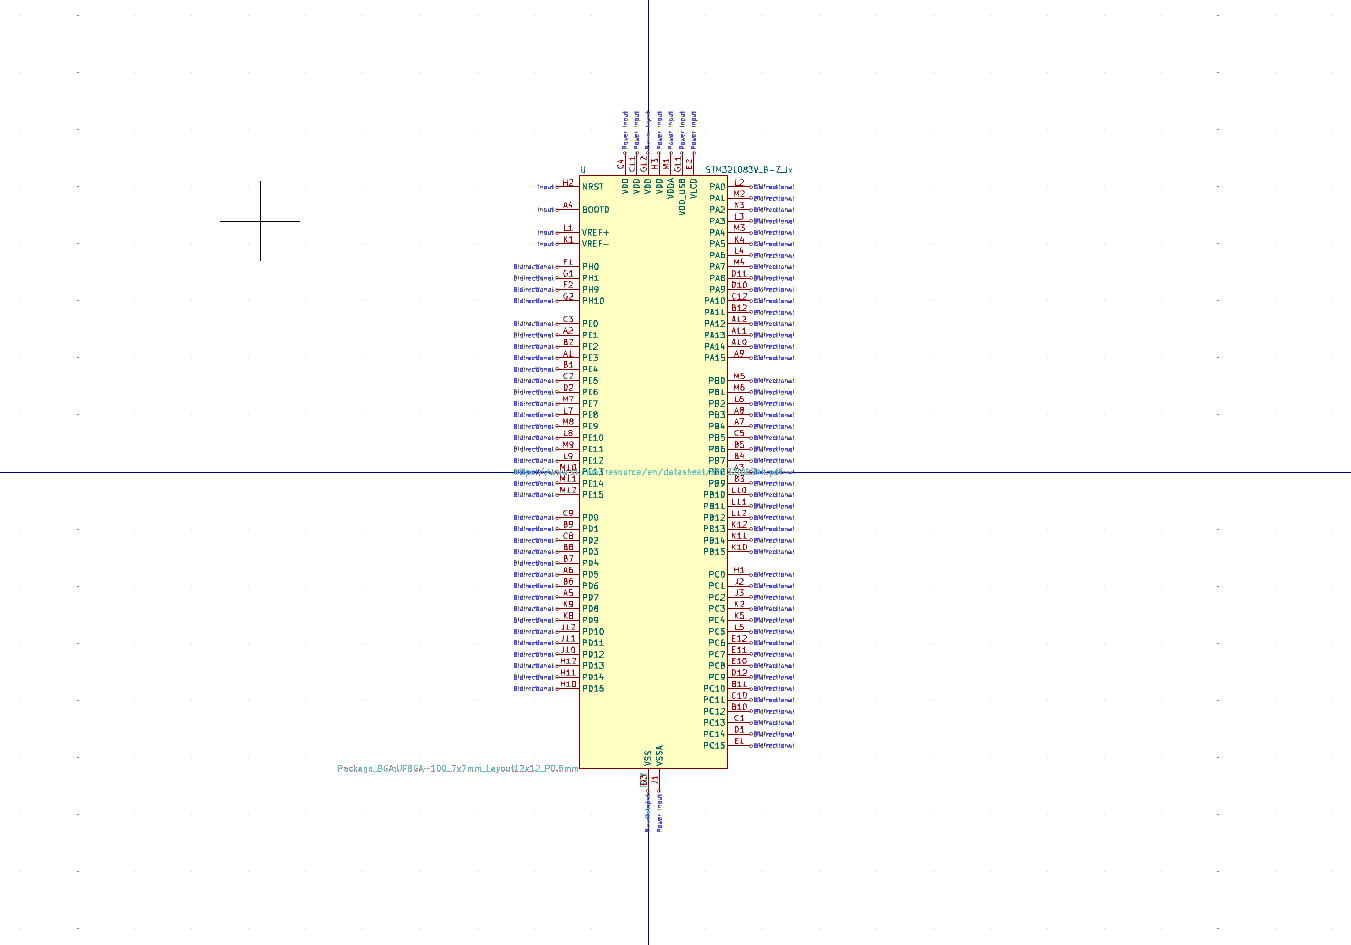 Power Input Power Input Power Input Power Input Power Input Power Input
C4 C11 G12 H3 M1 G11 E2
U STM32L083V_B-Z_Ix
VDD VDD VDD VDD VDDA VDD_USB VLCD
Input H2 NRST PA0 L2 Bidirectional
PA1 M2 Bidirectional
Input A4 BOOT0 PA2 K3 Bidirectional
PA3 L3 Bidirectional
Input L1 VREF+ PA4 M3 Bidirectional
Input K1 VREF- PA5 K4 Bidirectional
PA6 L4 Bidirectional
Bidirectional F1 PH0 PA7 M4 Bidirectional
Bidirectional G1 PH1 PA8 D11 Bidirectional
Bidirectional F2 PH9 PA9 D10 Bidirectional
Bidirectional G2 PH10 PA10 C12 Bidirectional
PA11 B12 Bidirectional
Bidirectional C3 PE0 PA12 A12 Bidirectional
Bidirectional A2 PE1 PA13 A11 Bidirectional
Bidirectional B2 PE2 PA14 A10 Bidirectional
Bidirectional A1 PE3 PA15 A9 Bidirectional
Bidirectional B1 PE4
Bidirectional C2 PE5 PB0 M5 Bidirectional
Bidirectional D2 PE6 PB1 M6 Bidirectional
Bidirectional M7 PE7 PB2 L6 Bidirectional
Bidirectional L7 PE8 PB3 A8 Bidirectional
Bidirectional M8 PE9 PB4 A7 Bidirectional
Bidirectional L8 PE10 PB5 C5 Bidirectional
Bidirectional M9 PE11 PB6 B5 Bidirectional
Bidirectional L9 PE12 PB7 B4 Bidirectional
M10 PE13 PB8 A3 Bidirectional
Bidirectional M11 PE14 PB9 B3 Bidirectional
Bidirectional M12 PE15 PB10 L10 Bidirectional
PB11 L11 Bidirectional
Bidirectional C9 PD0 PB12 L12 Bidirectional
Bidirectional B9 PD1 PB13 K12 Bidirectional
Bidirectional C8 PD2 PB14 K11 Bidirectional
Bidirectional B8 PD3 PB15 K10 Bidirectional
Bidirectional B7 PD4
Bidirectional A6 PD5 PC0 H1 Bidirectional
Bidirectional B6 PD6 PC1 J2 Bidirectional
Bidirectional A5 PD7 PC2 J3 Bidirectional
Bidirectional K9 PD8 PC3 K2 Bidirectional
Bidirectional K8 PD9 PC4 K5 Bidirectional
Bidirectional J12 PD10 PC5 L5 Bidirectional
Bidirectional J11 PD11 PC6 E12 Bidirectional
Bidirectional J10 PD12 PC7 E11 Bidirectional
Bidirectional H12 PD13 PC8 E10 Bidirectional
Bidirectional H11 PD14 PC9 D12 Bidirectional
Bidirectional H10 PD15 PC10 B11 Bidirectional
PC11 C10 Bidirectional
PC12 B10 Bidirectional
PC13 C1 Bidirectional
PC14 D1 Bidirectional
PC15 E1 Bidirectional
VSS VSSA
Package_BGA:UFBGA-100_7x7mm_Layout12x12_P0.5mm
J1
Power Input